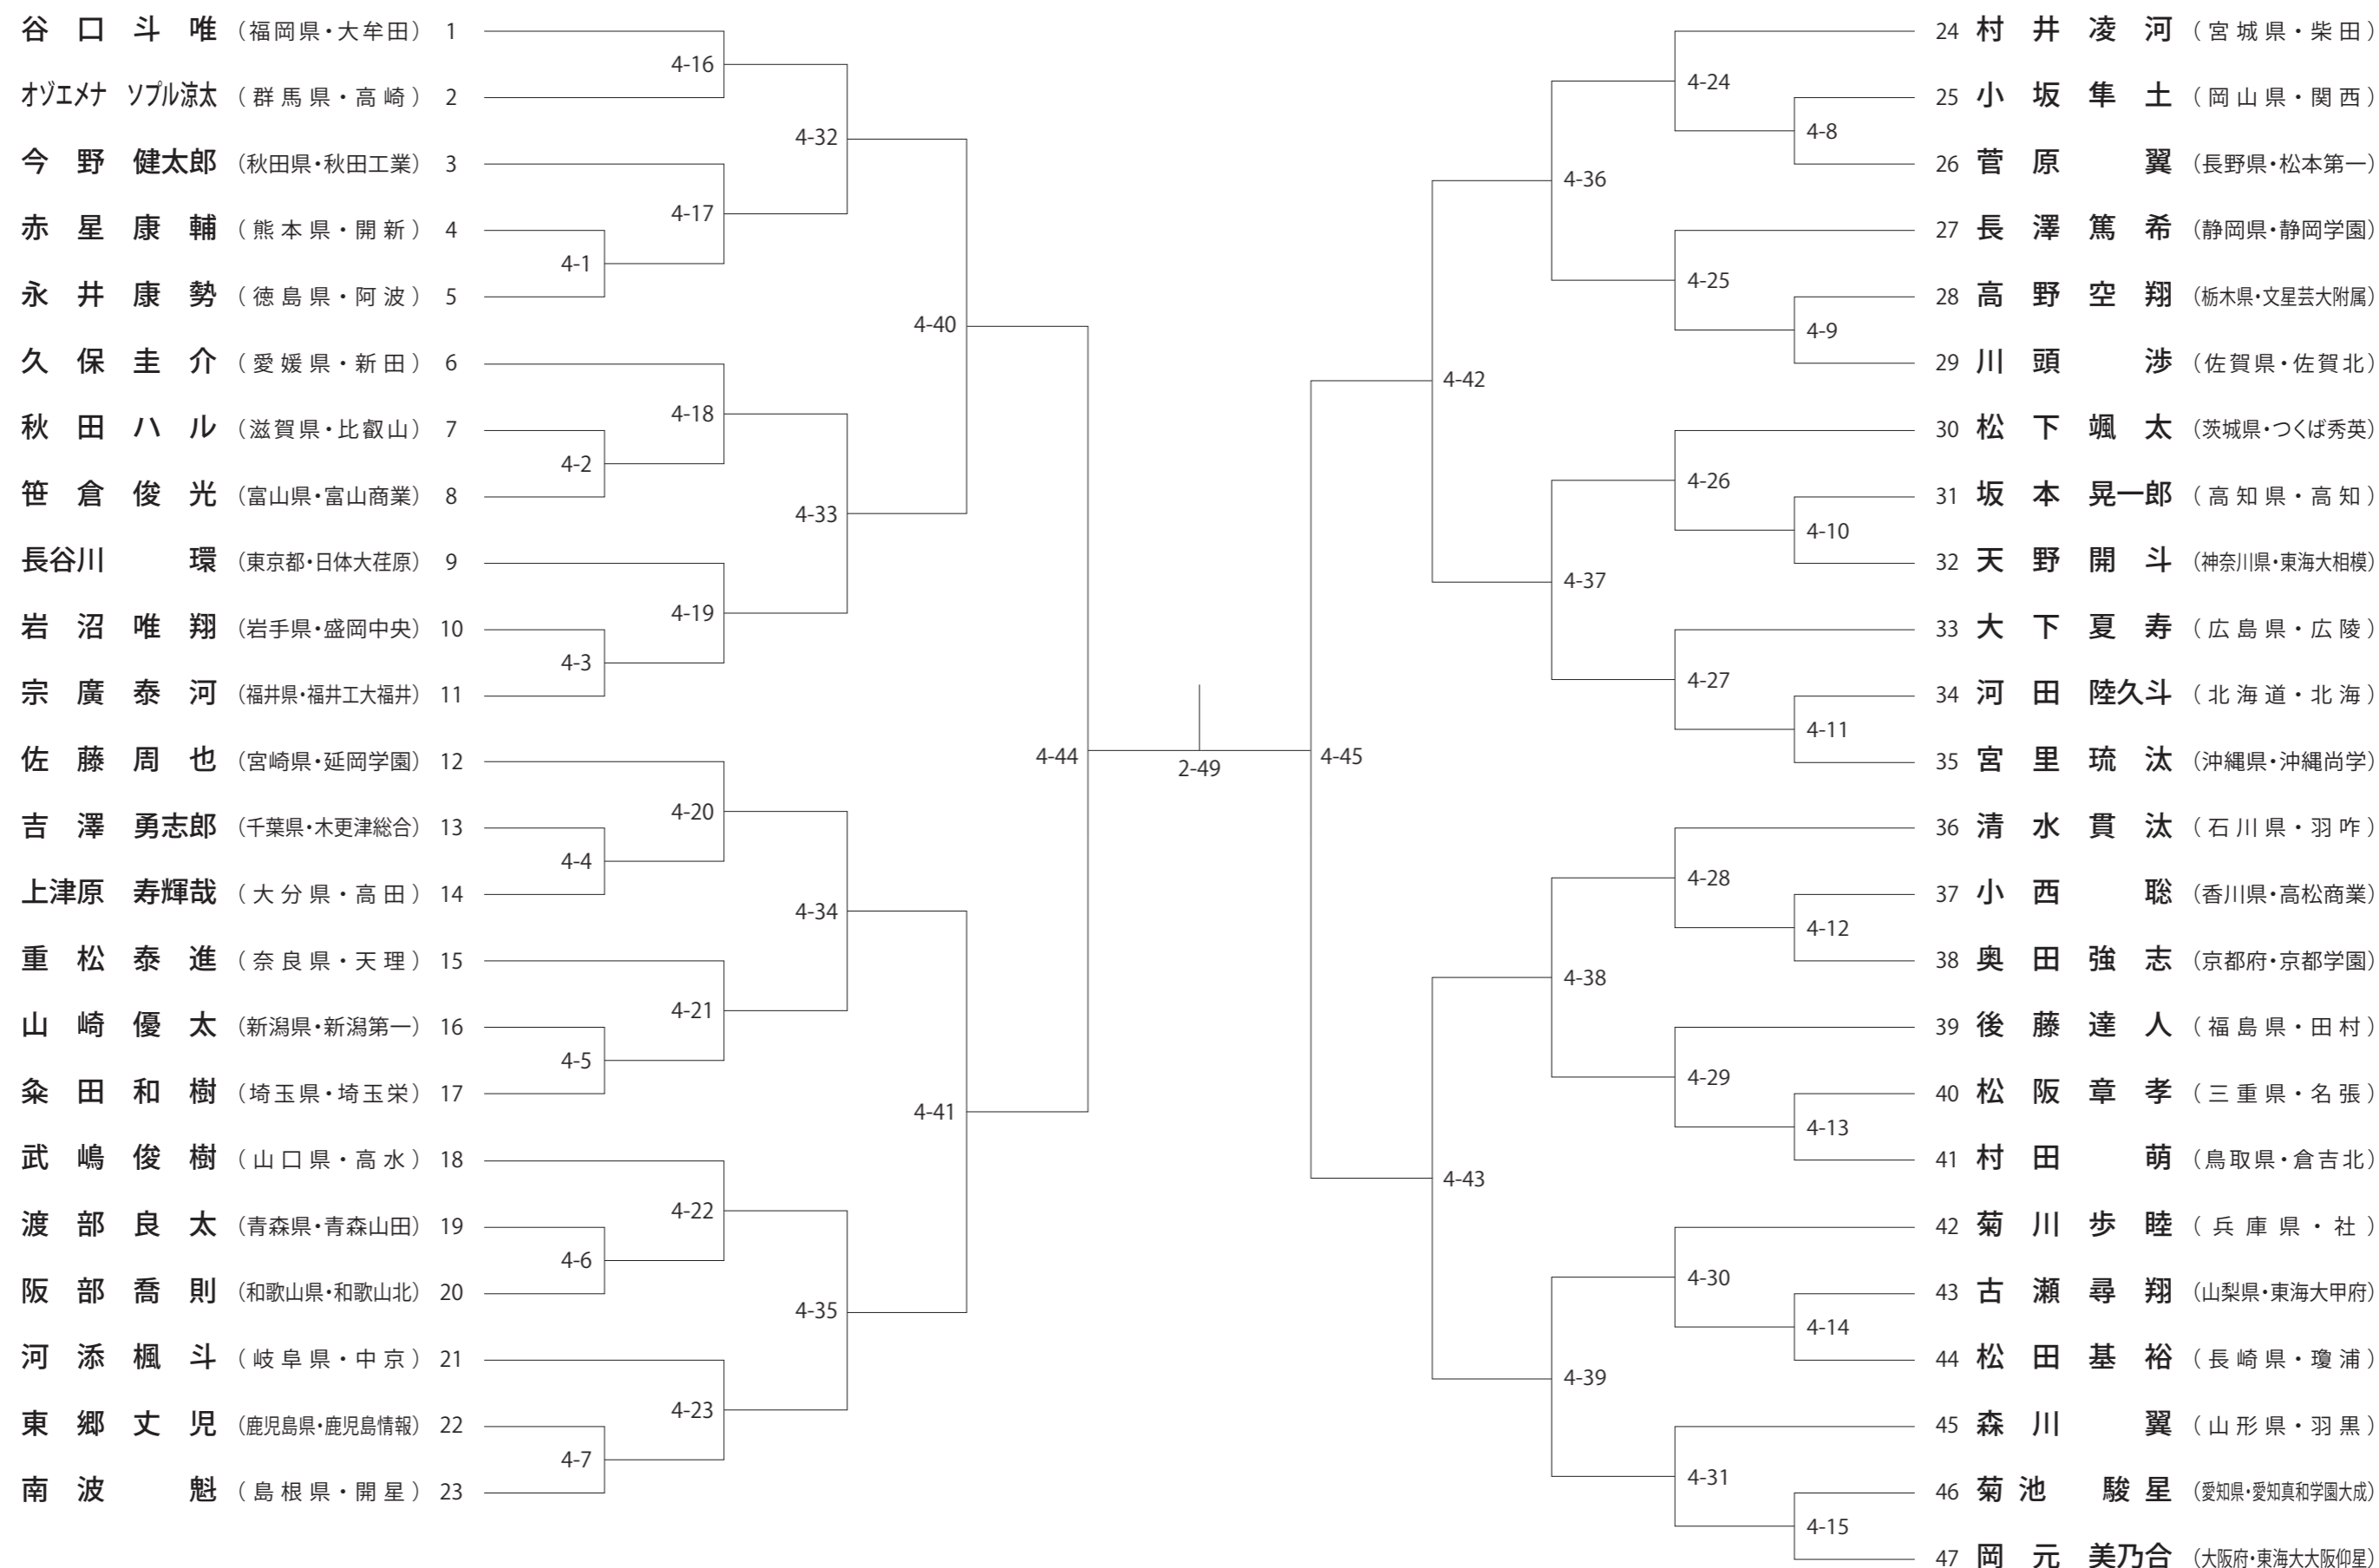 谷口斗唯 （福岡県・大牟田） 1
オゾエメナ ソプル涼太 （群馬県・高崎） 2
今野健太郎 （秋田県・秋田工業） 3
赤星康輔 （熊本県・開新） 4
永井康勢 （徳島県・阿波） 5
久保圭介 （愛媛県・新田） 6
秋田ハル （滋賀県・比叡山） 7
笹倉俊光 （富山県・富山商業） 8
長谷川環 （東京都・日体大荏原） 9
岩沼唯翔 （岩手県・盛岡中央） 10
宗廣泰河 （福井県・福井工大福井） 11
佐藤周也 （宮崎県・延岡学園） 12
吉澤勇志郎 （千葉県・木更津総合） 13
上津原寿輝哉 （大分県・高田） 14
重松泰進 （奈良県・天理） 15
山崎優太 （新潟県・新潟第一） 16
粂田和樹 （埼玉県・埼玉栄） 17
武嶋俊樹 （山口県・高水） 18
渡部良太 （青森県・青森山田） 19
阪部喬則 （和歌山県・和歌山北） 20
河添楓斗 （岐阜県・中京） 21
東郷丈児 （鹿児島県・鹿児島情報） 22
南波魁 （島根県・開星） 23
4-1
4-2
4-3
4-4
4-5
4-6
4-7
4-16
4-17
4-18
4-19
4-20
4-21
4-22
4-23
4-32
4-33
4-34
4-35
4-40
4-41
4-44
2-49
4-45
4-42
4-43
4-36
4-37
4-38
4-39
4-24
4-25
4-26
4-27
4-28
4-29
4-30
4-31
4-8
4-9
4-10
4-11
4-12
4-13
4-14
4-15
24 村井凌河 （宮城県・柴田）
25 小坂隼土 （岡山県・関西）
26 菅原翼 （長野県・松本第一）
27 長澤篤希 （静岡県・静岡学園）
28 高野空翔 （栃木県・文星芸大附属）
29 川頭渉 （佐賀県・佐賀北）
30 松下颯太 （茨城県・つくば秀英）
31 坂本晃一郎 （高知県・高知）
32 天野開斗 （神奈川県・東海大相模）
33 大下夏寿 （広島県・広陵）
34 河田陸久斗 （北海道・北海）
35 宮里琉汰 （沖縄県・沖縄尚学）
36 清水貫汰 （石川県・羽咋）
37 小西聡 （香川県・高松商業）
38 奥田強志 （京都府・京都学園）
39 後藤達人 （福島県・田村）
40 松阪章孝 （三重県・名張）
41 村田萌 （鳥取県・倉吉北）
42 菊川歩睦 （兵庫県・社）
43 古瀬尋翔 （山梨県・東海大甲府）
44 松田基裕 （長崎県・瓊浦）
45 森川翼 （山形県・羽黒）
46 菊池駿星 （愛知県・愛知真和学園大成）
47 岡元美乃合 （大阪府・東海大大阪仰星）